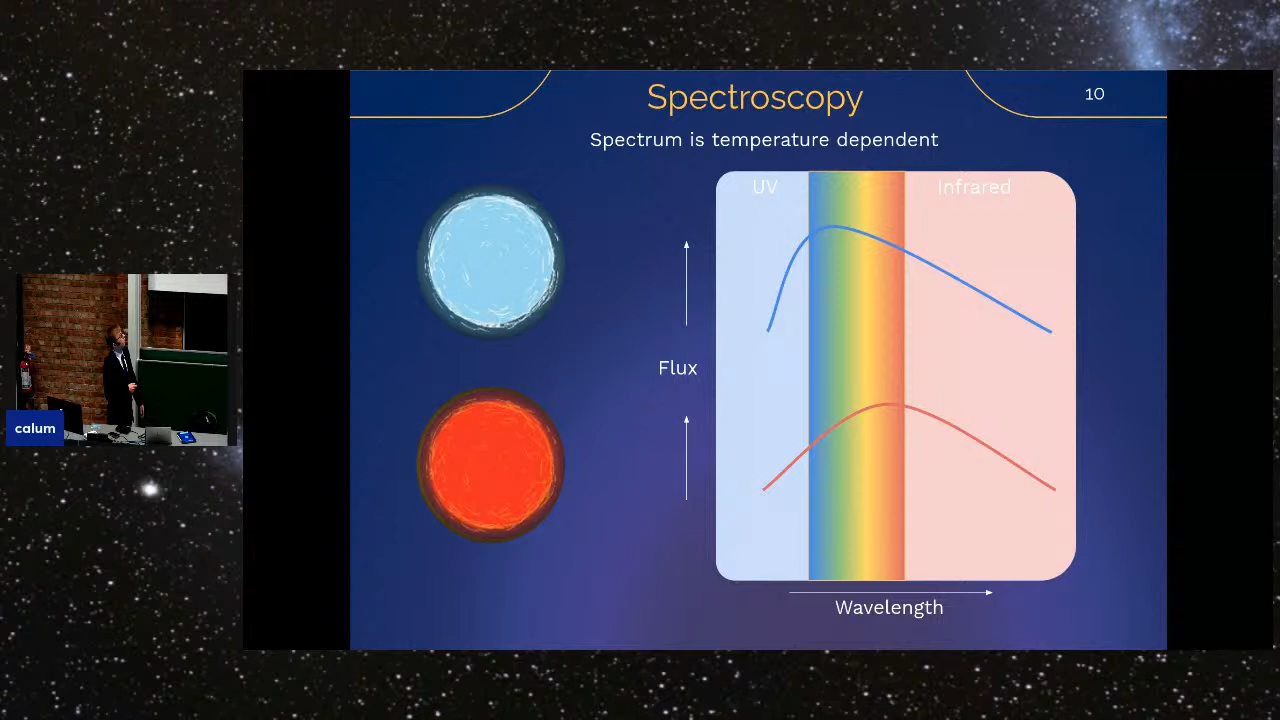 Spectroscopy
10
Spectrum is temperature dependent
UV
Infrared
Flux
Wavelength
calum